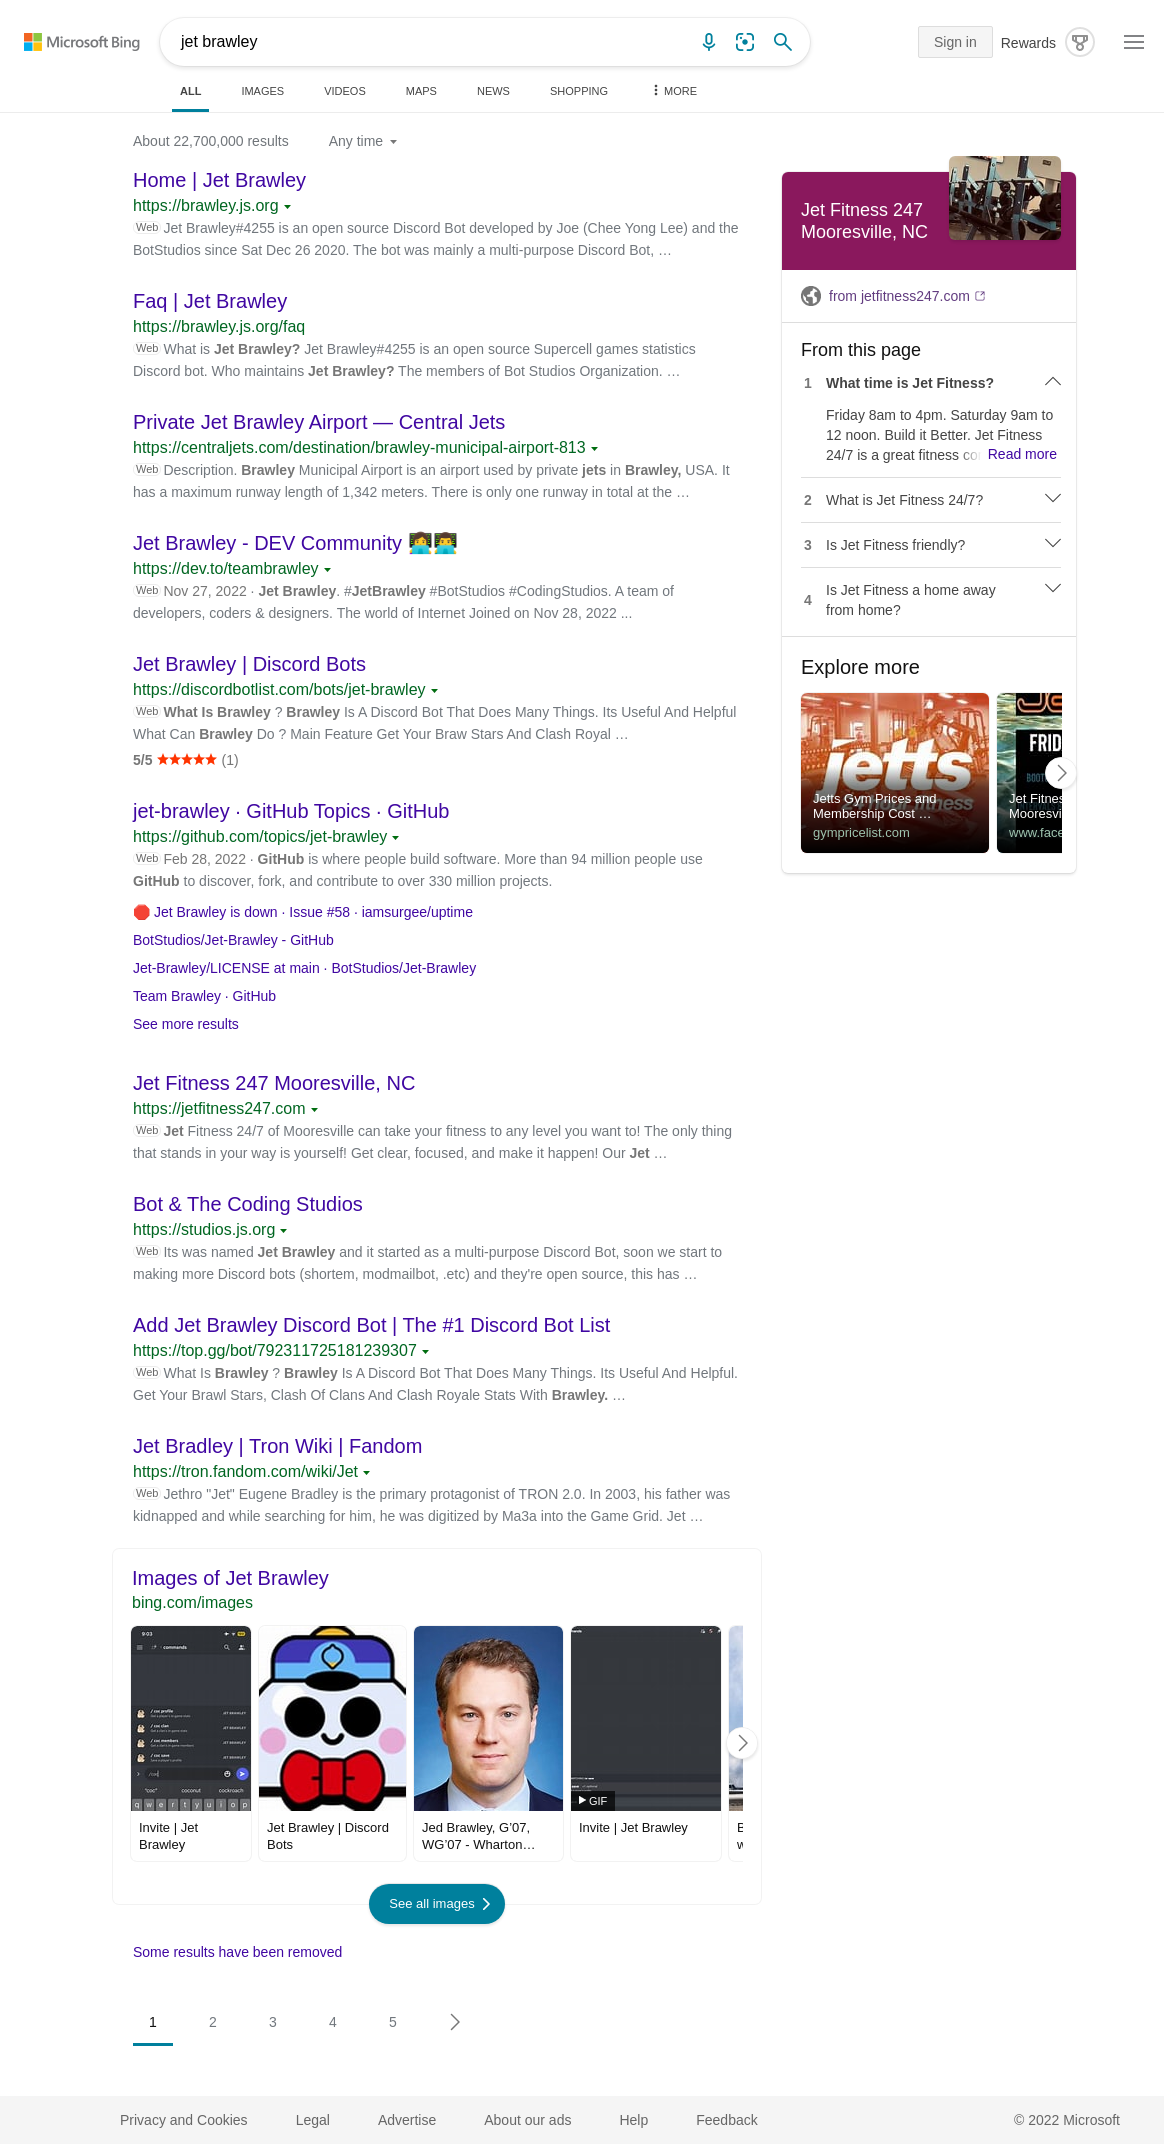 Microsoft Bing
jet brawley
Sign in
Rewards
ALL
IMAGES
VIDEOS
MAPS
NEWS
SHOPPING
MORE
About 22,700,000 results
Any time
Home | Jet Brawley
https://brawley.js.org
Web Jet Brawley#4255 is an open source Discord Bot developed by Joe (Chee Yong Lee) and the
BotStudios since Sat Dec 26 2020. The bot was mainly a multi-purpose Discord Bot, …
Faq | Jet Brawley
https://brawley.js.org/faq
Web What is Jet Brawley? Jet Brawley#4255 is an open source Supercell games statistics
Discord bot. Who maintains Jet Brawley? The members of Bot Studios Organization. …
Private Jet Brawley Airport — Central Jets
https://centraljets.com/destination/brawley-municipal-airport-813
Web Description. Brawley Municipal Airport is an airport used by private jets in Brawley, USA. It
has a maximum runway length of 1,342 meters. There is only one runway in total at the …
Jet Brawley - DEV Community 👩‍💻👨‍💻
https://dev.to/teambrawley
Web Nov 27, 2022 · Jet Brawley. #JetBrawley #BotStudios #CodingStudios. A team of
developers, coders & designers. The world of Internet Joined on Nov 28, 2022 ...
Jet Brawley | Discord Bots
https://discordbotlist.com/bots/jet-brawley
Web What Is Brawley ? Brawley Is A Discord Bot That Does Many Things. Its Useful And Helpful
What Can Brawley Do ? Main Feature Get Your Braw Stars And Clash Royal …
5/5 ★★★★★ (1)
jet-brawley · GitHub Topics · GitHub
https://github.com/topics/jet-brawley
Web Feb 28, 2022 · GitHub is where people build software. More than 94 million people use
GitHub to discover, fork, and contribute to over 330 million projects.
🛑 Jet Brawley is down · Issue #58 · iamsurgee/uptime
BotStudios/Jet-Brawley - GitHub
Jet-Brawley/LICENSE at main · BotStudios/Jet-Brawley
Team Brawley · GitHub
See more results
Jet Fitness 247 Mooresville, NC
https://jetfitness247.com
Web Jet Fitness 24/7 of Mooresville can take your fitness to any level you want to! The only thing
that stands in your way is yourself! Get clear, focused, and make it happen! Our Jet …
Bot & The Coding Studios
https://studios.js.org
Web Its was named Jet Brawley and it started as a multi-purpose Discord Bot, soon we start to
making more Discord bots (shortem, modmailbot, .etc) and they're open source, this has …
Add Jet Brawley Discord Bot | The #1 Discord Bot List
https://top.gg/bot/792311725181239307
Web What Is Brawley ? Brawley Is A Discord Bot That Does Many Things. Its Useful And Helpful.
Get Your Brawl Stars, Clash Of Clans And Clash Royale Stats With Brawley. …
Jet Bradley | Tron Wiki | Fandom
https://tron.fandom.com/wiki/Jet
Web Jethro "Jet" Eugene Bradley is the primary protagonist of TRON 2.0. In 2003, his father was
kidnapped and while searching for him, he was digitized by Ma3a into the Game Grid. Jet …
Images of Jet Brawley
bing.com/images
9:03
commands
/ coc profile
JET BRAWLEY
/ coc clan
JET BRAWLEY
/ coc members
JET BRAWLEY
/ coc save
JET BRAWLEY
"coc"
coconut
cockroach
q w e r t y u i o p
Invite | Jet
Brawley
Jet Brawley | Discord
Bots
Jed Brawley, G'07,
WG'07 - Wharton…
GIF
Invite | Jet Brawley
See all images
Some results have been removed
1
2
3
4
5
Jet Fitness 247
Mooresville, NC
from jetfitness247.com
From this page
1 What time is Jet Fitness?
Friday 8am to 4pm. Saturday 9am to
12 noon. Build it Better. Jet Fitness
24/7 is a great fitness co Read more
2 What is Jet Fitness 24/7?
3 Is Jet Fitness friendly?
4 Is Jet Fitness a home away
from home?
Explore more
jetts
24 hour fitness
Jetts Gym Prices and
Membership Cost …
gympricelist.com
FRID
BOOT
Jet Fitnes
Mooresvi
www.face
Privacy and Cookies
Legal
Advertise
About our ads
Help
Feedback
© 2022 Microsoft